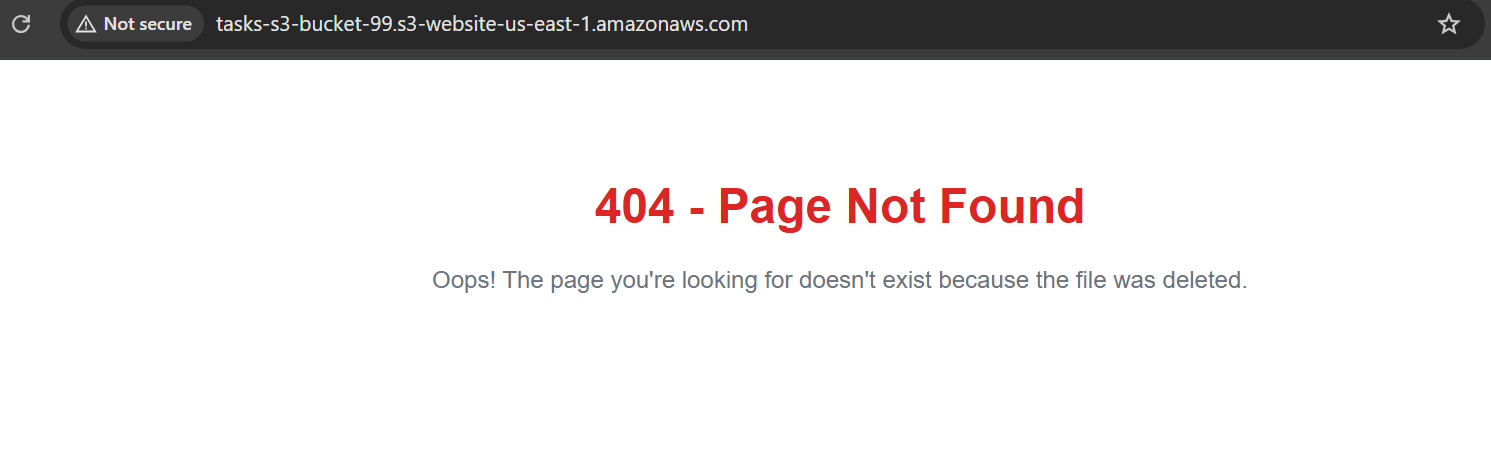 Not secure tasks-s3-bucket-99.s3-website-us-east-1.amazonaws.com
404 - Page Not Found
Oops! The page you're looking for doesn't exist because the file was deleted.